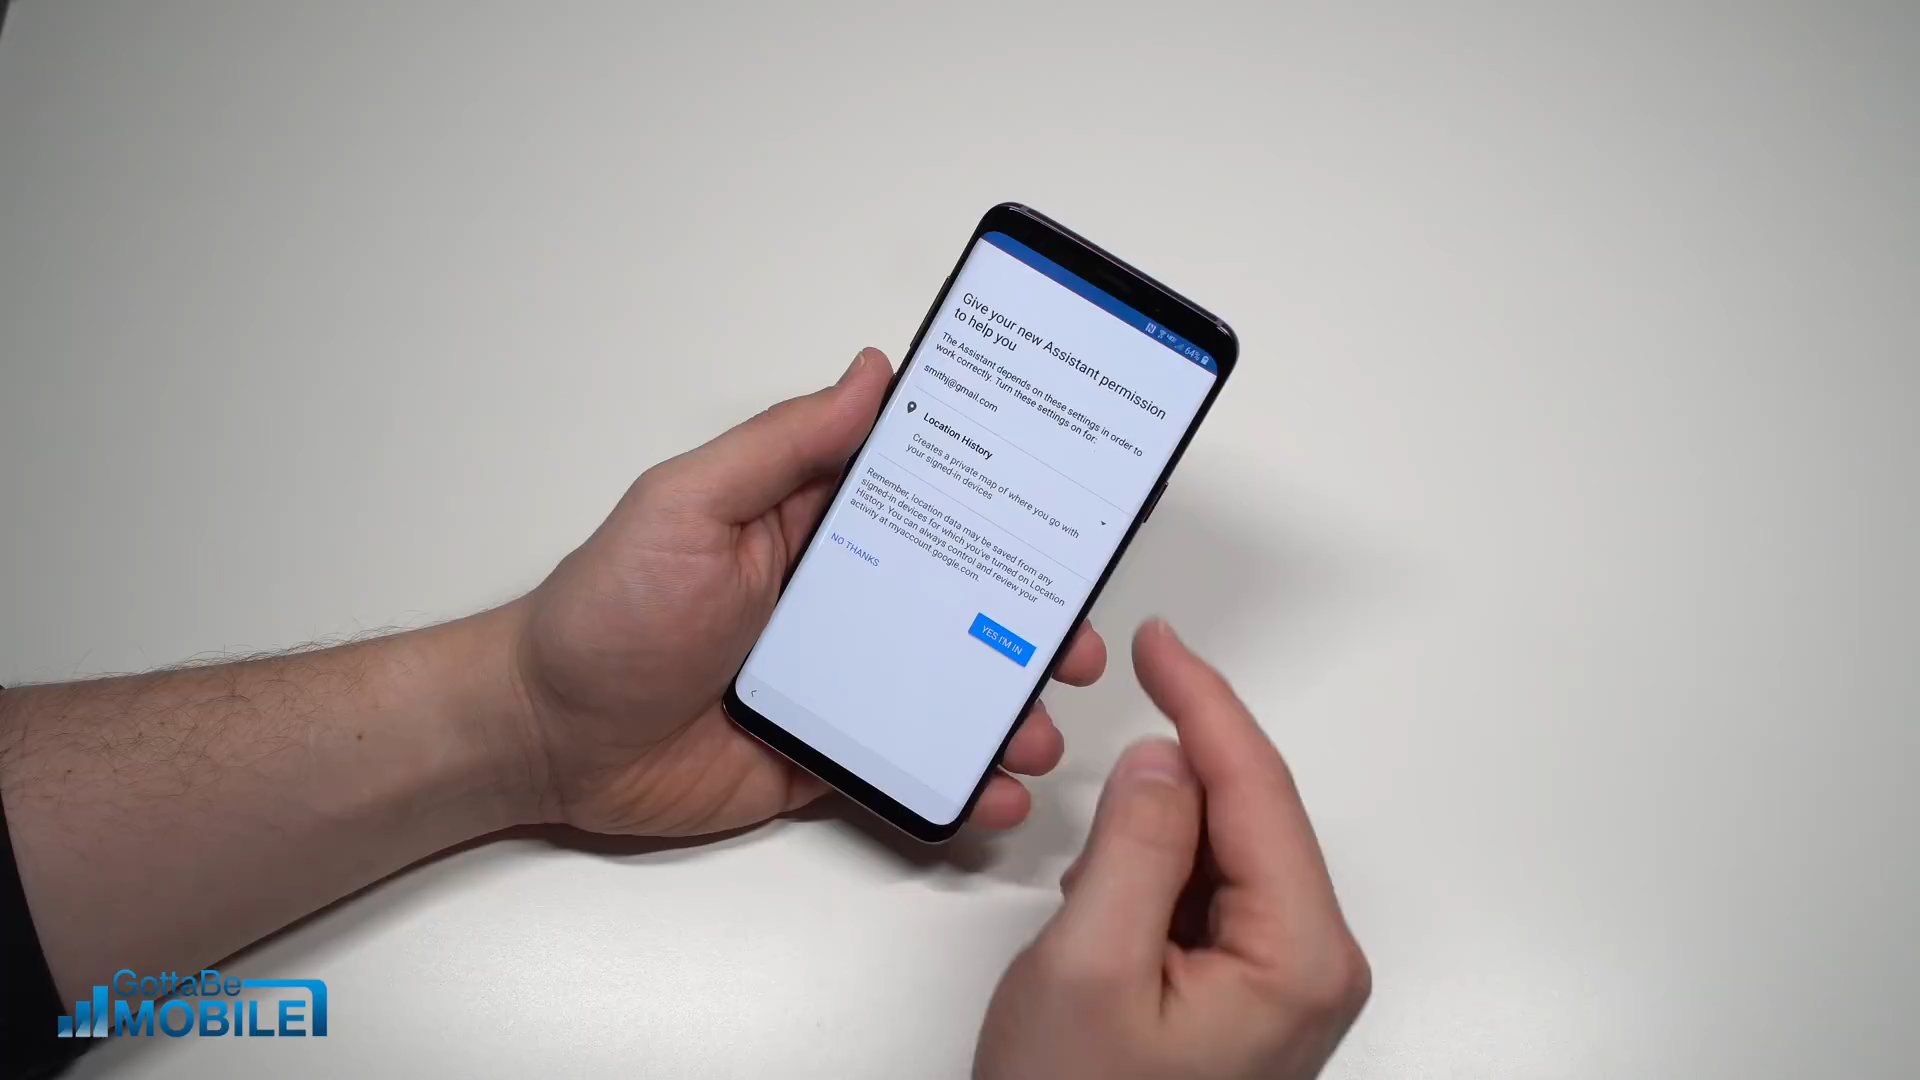 64%
Give your new Assistant permission
to help you
The Assistant depends on these settings in order to
work correctly. Turn these settings on for:
smithj@gmail.com
Location History
Creates a private map of where you go with
your signed-in devices
Remember, location data may be saved from any
signed-in devices for which you've turned on Location
History. You can always control and review your
activity at myaccount.google.com.
NO THANKS
YES I'M IN
GottaBe
MOBILE